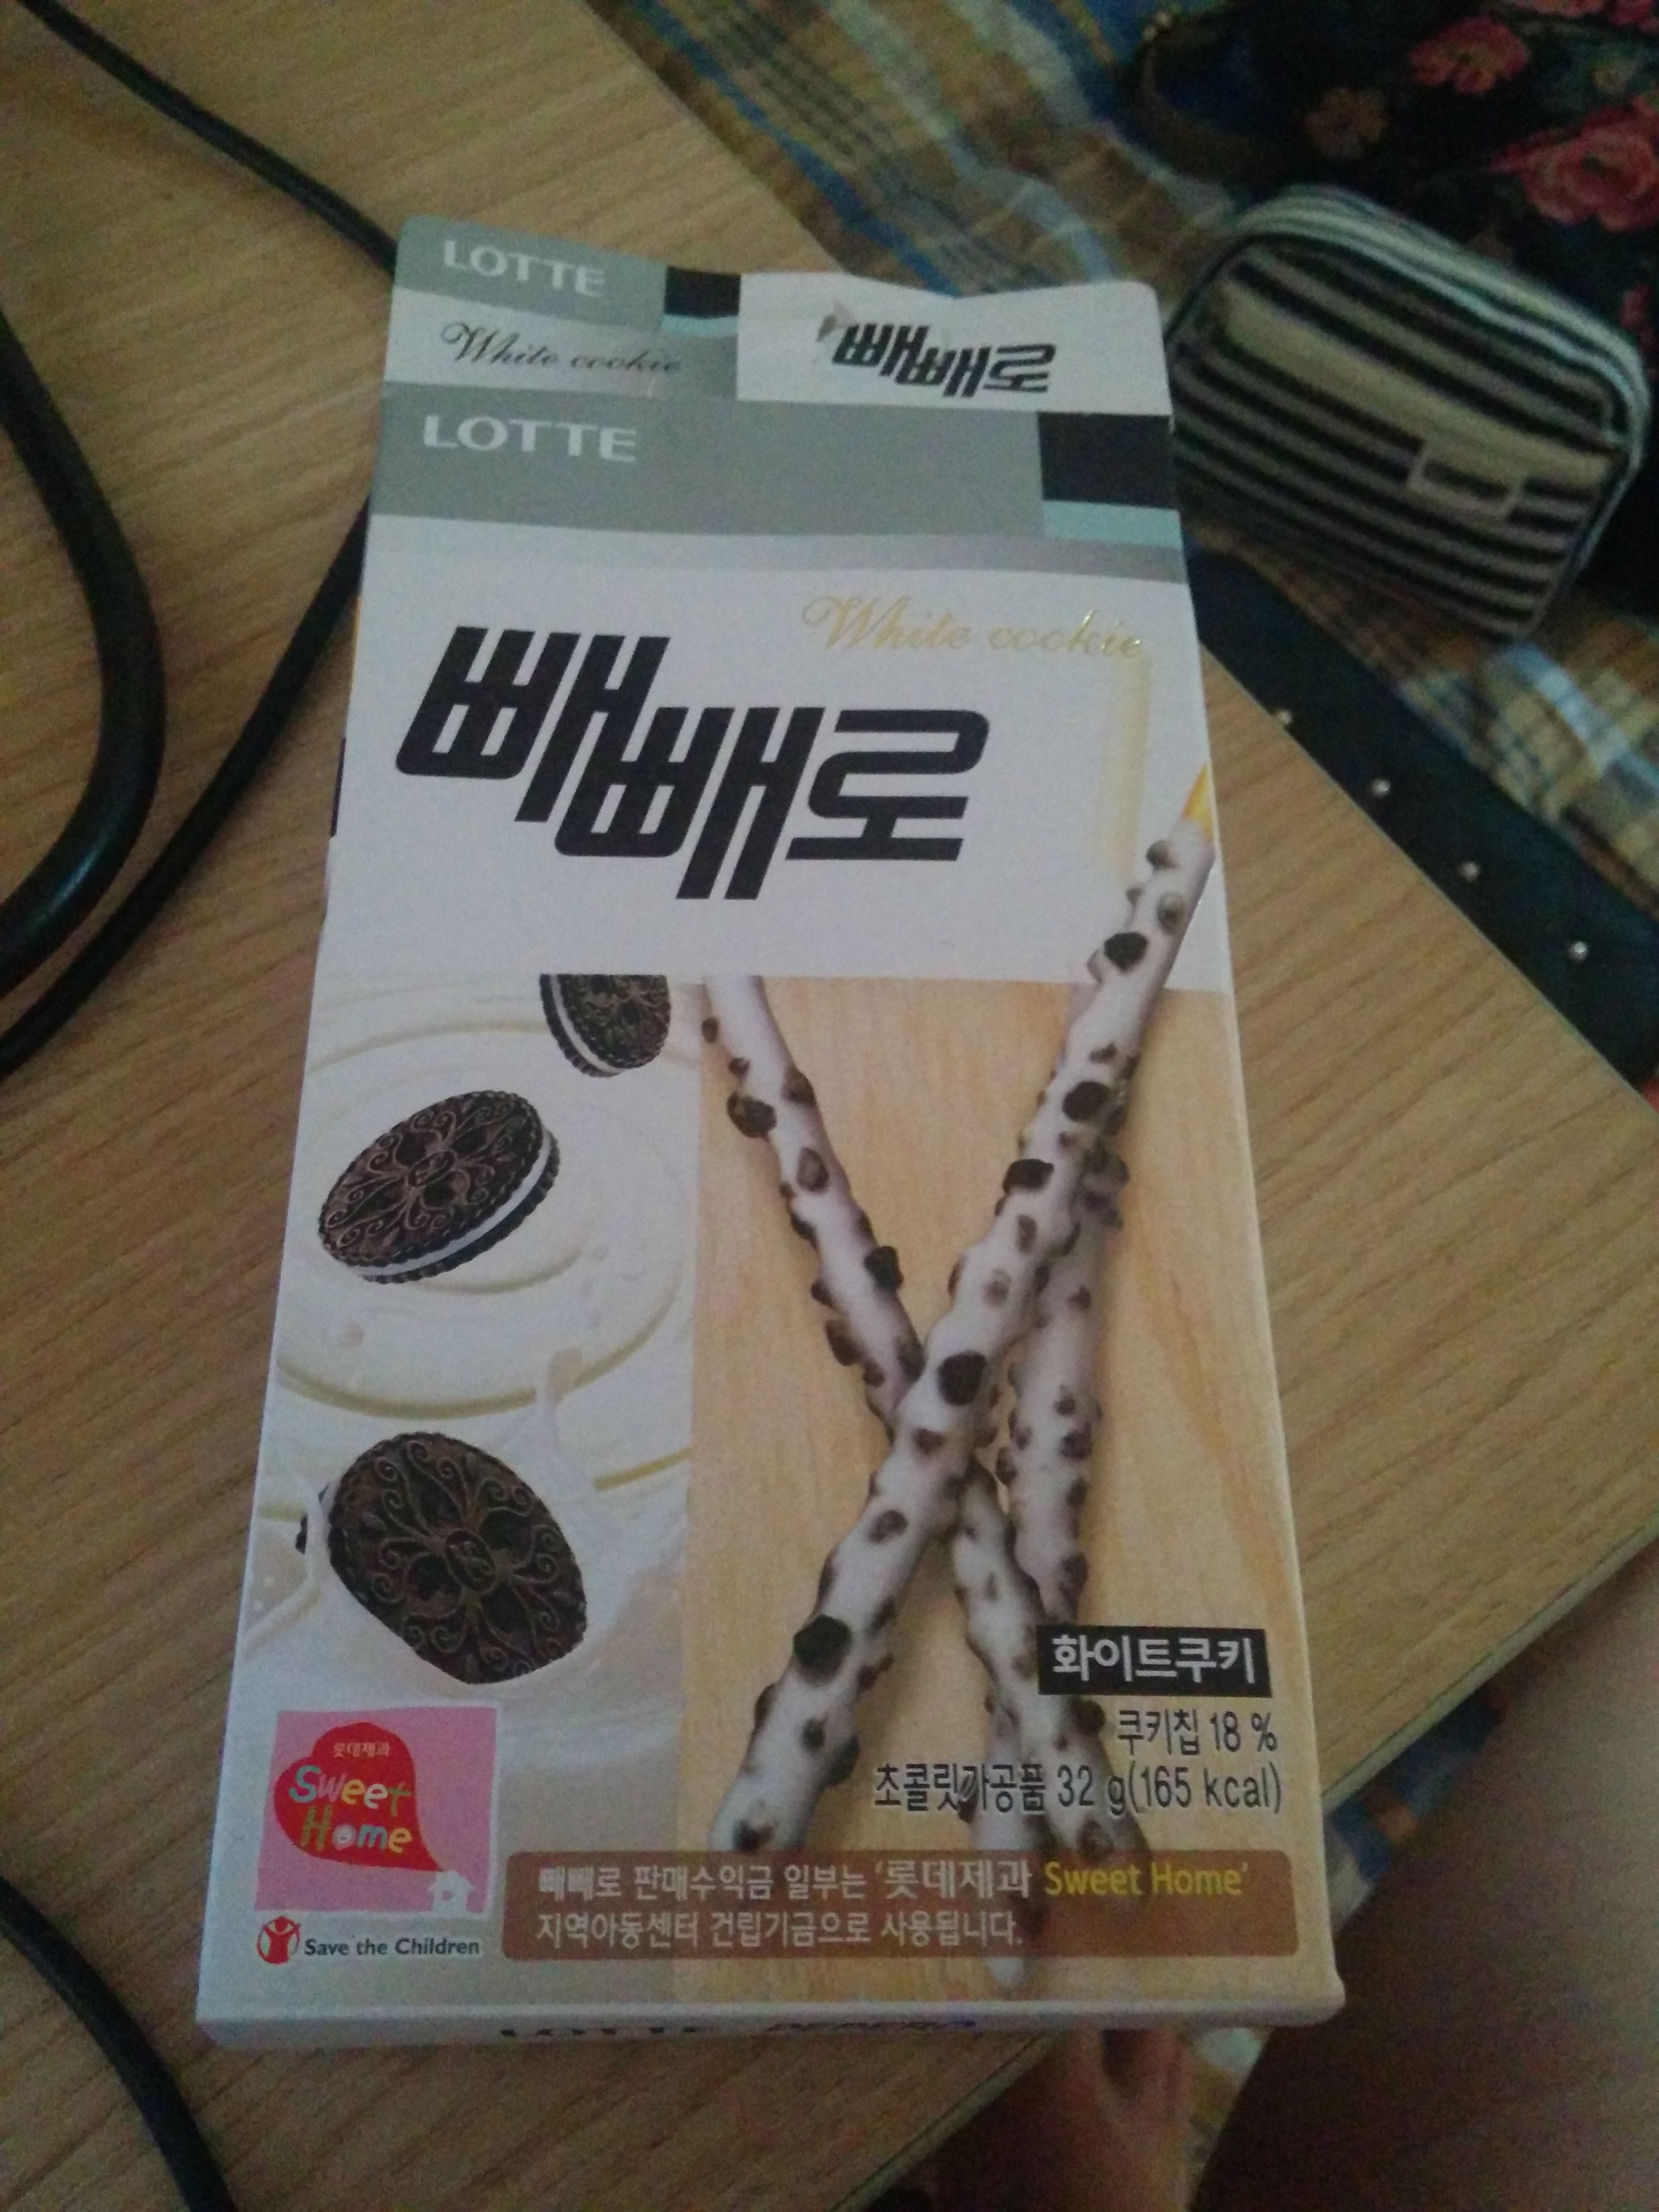 LOTTE
White cookie
빼빼로
LOTTE
White cookie
빼빼로
화이트쿠키
쿠키칩 18 %
초콜릿가공품 32 g(165 kcal)
롯데제과
Sweet
Home
빼빼로 판매수익금 일부는 '롯데제과 Sweet Home'
지역아동센터 건립기금으로 사용됩니다.
Save the Children
LOTTE